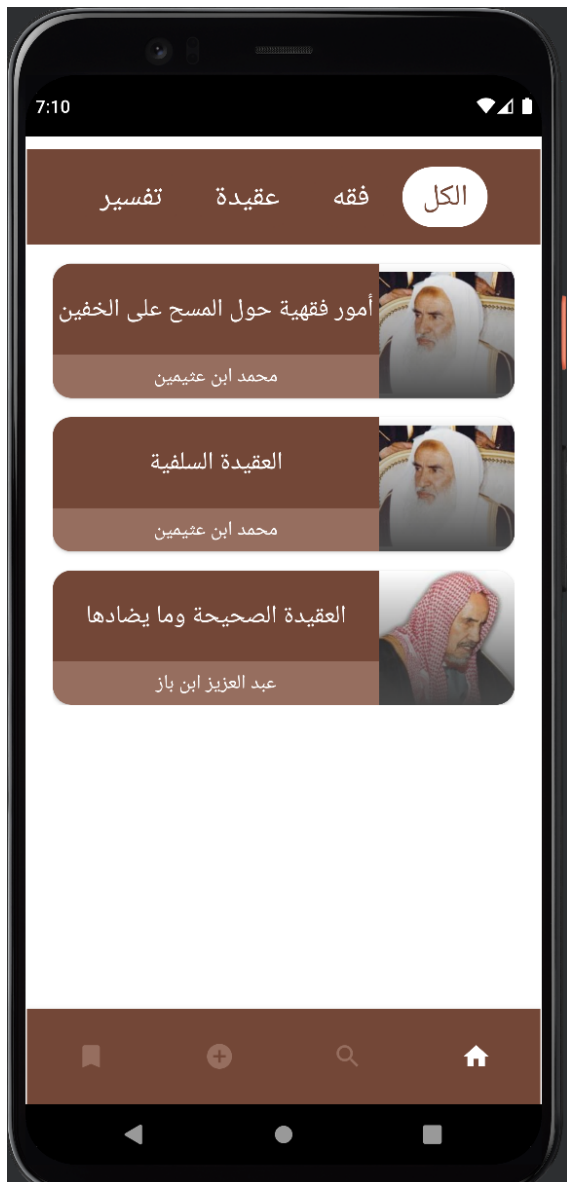 7:10
الكل فقه عقيدة تفسير
أمور فقهية حول المسح على الخفين
محمد ابن عثيمين
العقيدة السلفية
محمد ابن عثيمين
العقيدة الصحيحة وما يضادها
عبد العزيز ابن باز